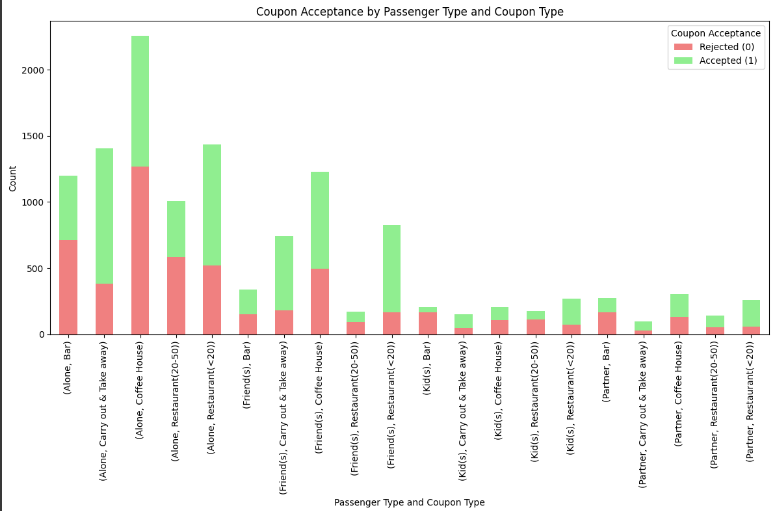 Coupon Acceptance by Passenger Type and Coupon Type
Coupon Acceptance
Rejected (0)
Accepted (1)
Count
2000
1500
1000
500
0
(Alone, Bar)
(Alone, Carry out & Take away)
(Alone, Coffee House)
(Alone, Restaurant(20-50))
(Alone, Restaurant(<20))
(Friend(s), Bar)
(Friend(s), Carry out & Take away)
(Friend(s), Coffee House)
(Friend(s), Restaurant(20-50))
(Friend(s), Restaurant(<20))
(Kid(s), Bar)
(Kid(s), Carry out & Take away)
(Kid(s), Coffee House)
(Kid(s), Restaurant(20-50))
(Kid(s), Restaurant(<20))
(Partner, Bar)
(Partner, Carry out & Take away)
(Partner, Coffee House)
(Partner, Restaurant(20-50))
(Partner, Restaurant(<20))
Passenger Type and Coupon Type